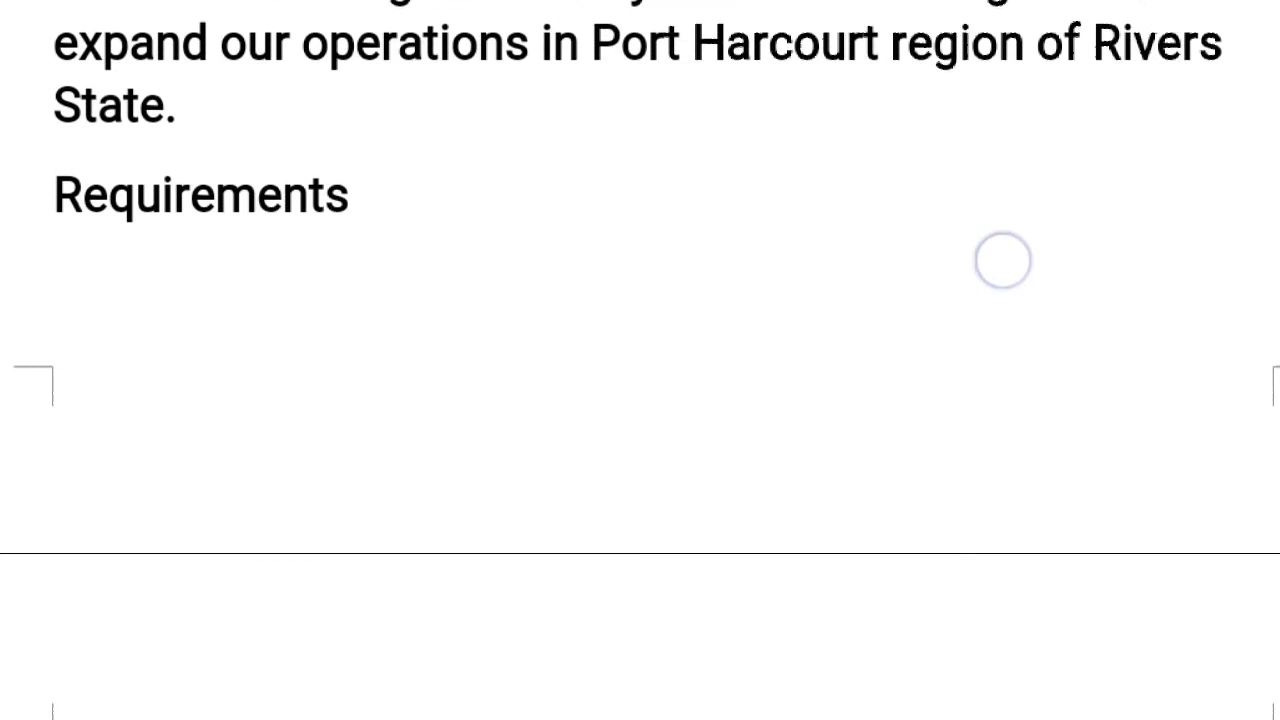 expand our operations in Port Harcourt region of Rivers
State.
Requirements